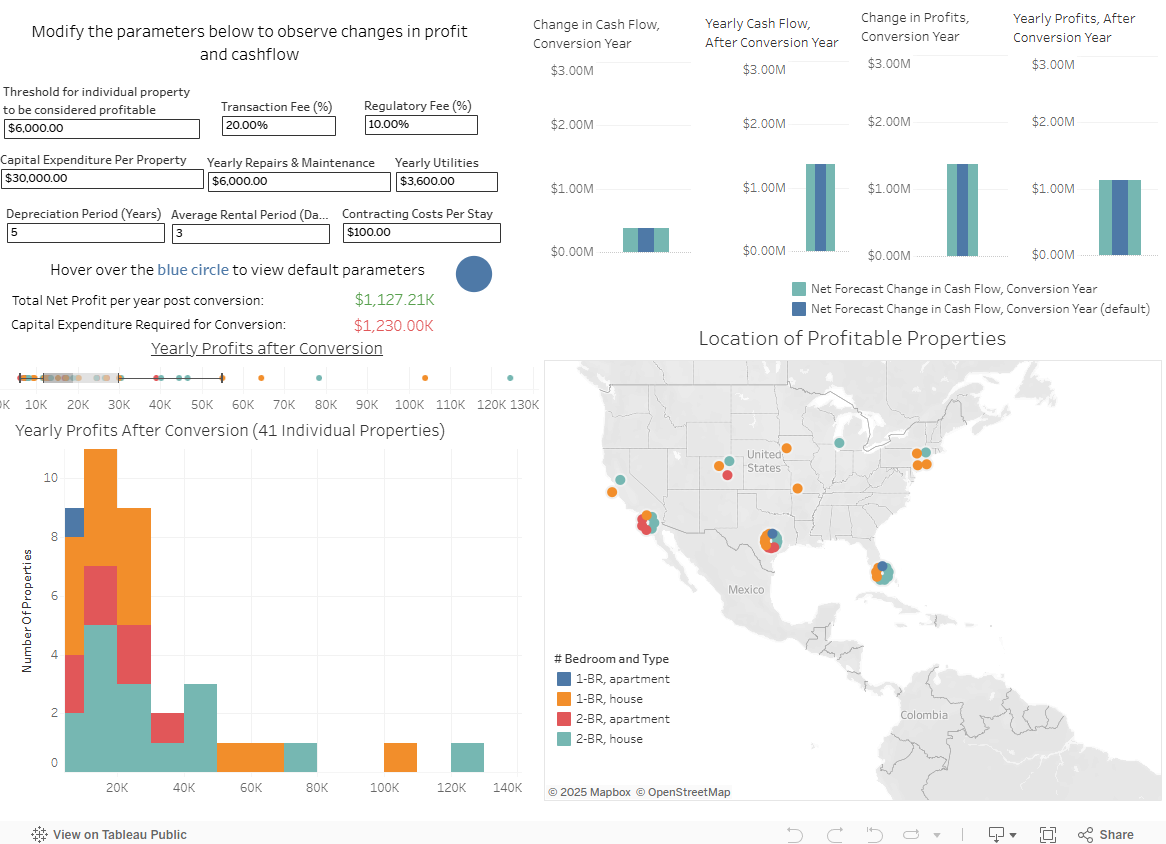 Modify the parameters below to observe changes in profit
and cashflow
Threshold for individual property
to be considered profitable
$6,000.00
Transaction Fee (%)
20.00%
Regulatory Fee (%)
10.00%
Capital Expenditure Per Property
$30,000.00
Yearly Repairs & Maintenance
$6,000.00
Yearly Utilities
$3,600.00
Depreciation Period (Years)
5
Average Rental Period (Da...
3
Contracting Costs Per Stay
$100.00
Hover over the blue circle to view default parameters
Total Net Profit per year post conversion:
$1,127.21K
Capital Expenditure Required for Conversion:
$1,230.00K
Yearly Profits after Conversion
0K 10K 20K 30K 40K 50K 60K 70K 80K 90K 100K 110K 120K 130K
Yearly Profits After Conversion (41 Individual Properties)
Number Of Properties
10
8
6
4
2
0
20K 40K 60K 80K 100K 120K 140K
Change in Cash Flow,
Conversion Year
$3.00M
$2.00M
$1.00M
$0.00M
Yearly Cash Flow,
After Conversion Year
$3.00M
$2.00M
$1.00M
$0.00M
Change in Profits,
Conversion Year
$3.00M
$2.00M
$1.00M
$0.00M
Yearly Profits, After
Conversion Year
$3.00M
$2.00M
$1.00M
$0.00M
Net Forecast Change in Cash Flow, Conversion Year
Net Forecast Change in Cash Flow, Conversion Year (default)
Location of Profitable Properties
United
States
Mexico
Colombia
# Bedroom and Type
1-BR, apartment
1-BR, house
2-BR, apartment
2-BR, house
© 2025 Mapbox © OpenStreetMap
View on Tableau Public
Share